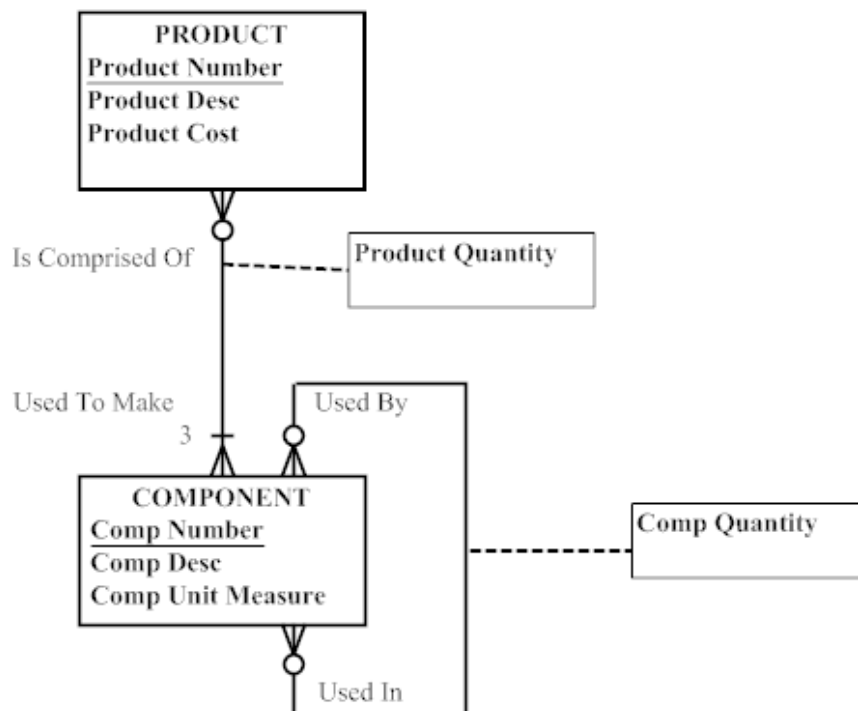 PRODUCT
Product Number
Product Desc
Product Cost
Is Comprised Of
Product Quantity
Used To Make
Used By
3
COMPONENT
Comp Number
Comp Desc
Comp Unit Measure
Comp Quantity
Used In